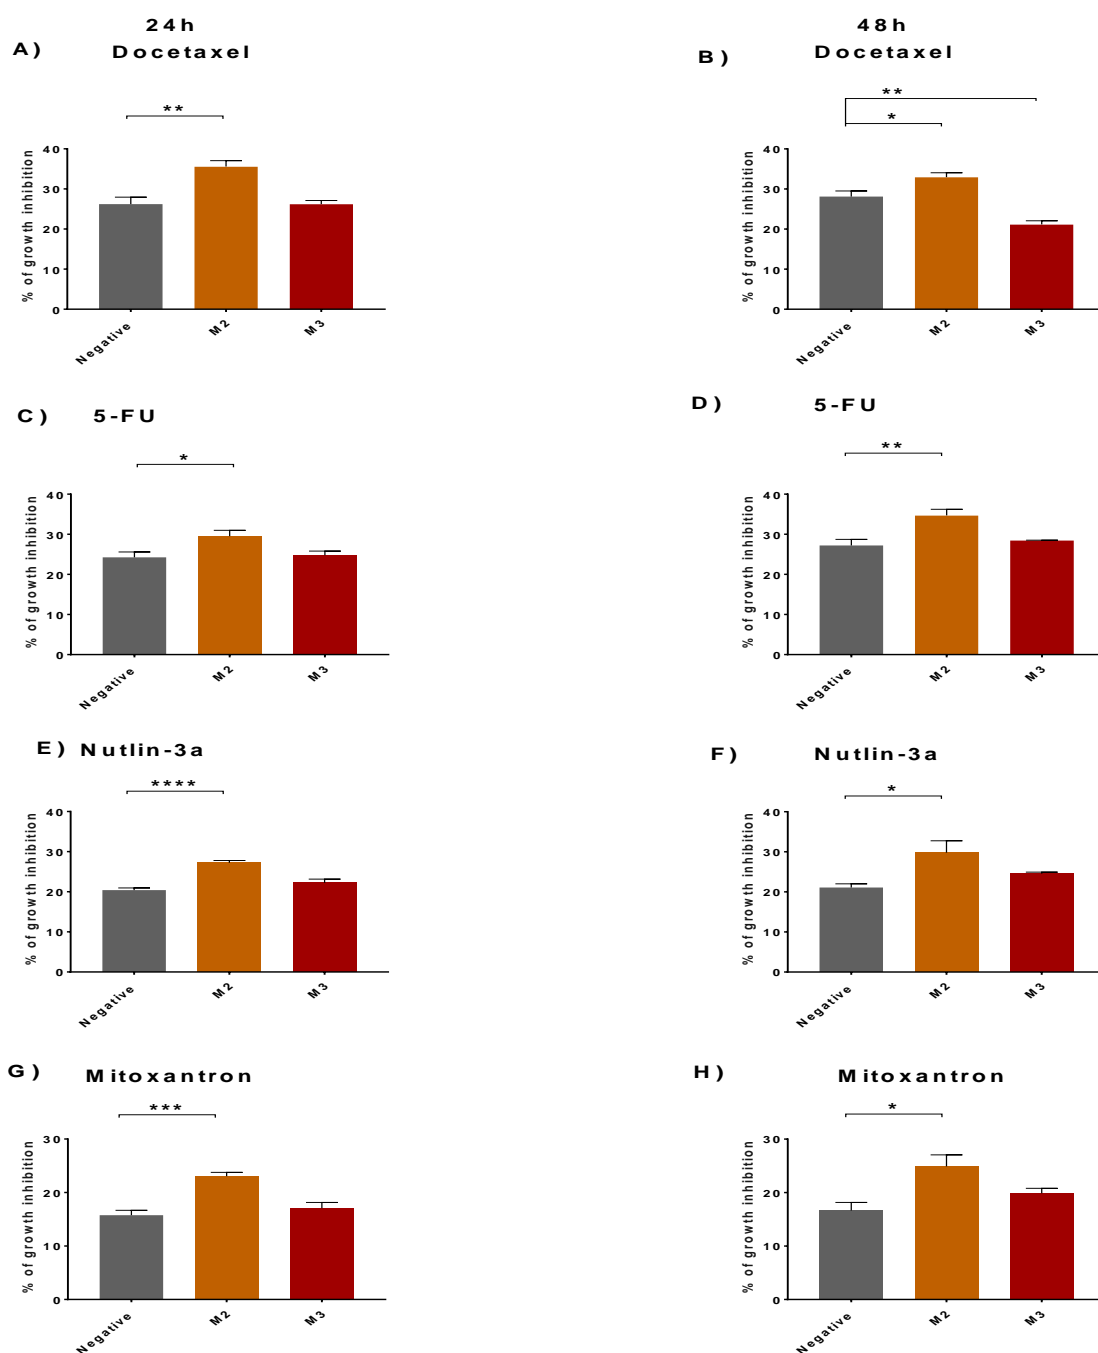 24h
A) Docetaxel
**
% of growth inhibition
40
30
20
10
0
Negative
M2
M3
48h
B) Docetaxel
**
*
% of growth inhibition
40
30
20
10
0
Negative
M2
M3
C) 5-FU
*
% of growth inhibition
40
30
20
10
0
Negative
M2
M3
D) 5-FU
**
% of growth inhibition
40
30
20
10
0
Negative
M2
M3
E) Nutlin-3a
****
% of growth inhibition
40
30
20
10
0
Negative
M2
M3
F) Nutlin-3a
*
% of growth inhibition
40
30
20
10
0
Negative
M2
M3
G) Mitoxantron
***
% of growth inhibition
30
20
10
0
Negative
M2
M3
H) Mitoxantron
*
% of growth inhibition
30
20
10
0
Negative
M2
M3